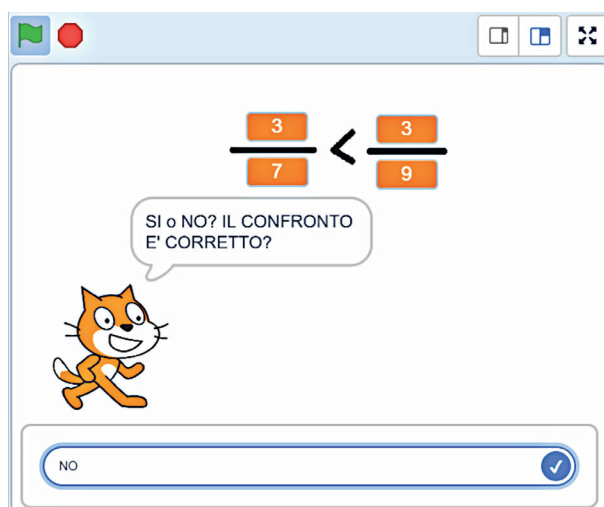 3 < 3
7 9
SI o NO? IL CONFRONTO
E' CORRETTO?
NO